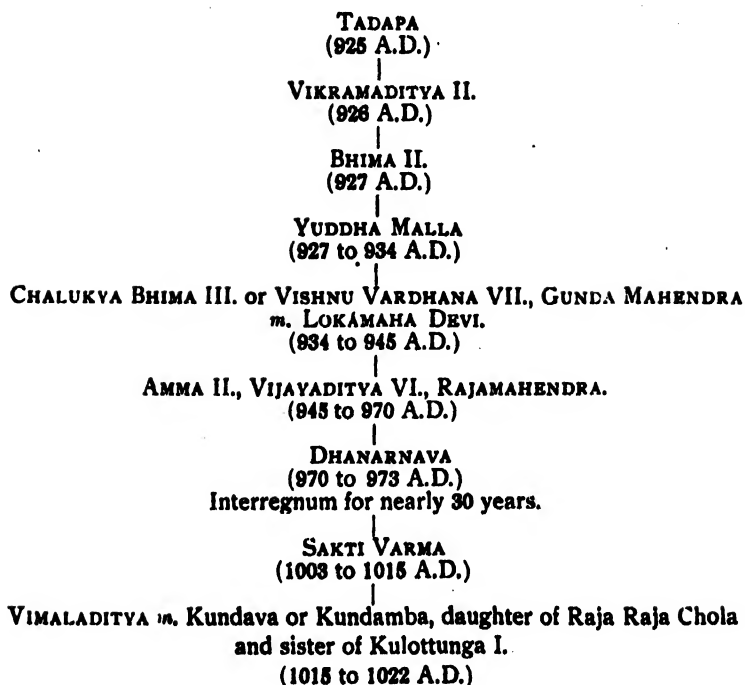 TADAPA
(925 A.D.)
VIKRAMADITYA II.
(926 A.D.)
BHIMA II.
(927 A.D.)
YUDDHA MALLA
(927 to 934 A.D.)
CHALUKYA BHIMA III. or VISHNU VARDHANA VII., GUNDA MAHENDRA
m. LOKÁMAHA DEVI.
(934 to 945 A.D.)
AMMA II., VIJAYADITYA VI., RAJAMAHENDRA.
(945 to 970 A.D.)
DHANARNAVA
(970 to 973 A.D.)
Interregnum for nearly 30 years.
SAKTI VARMA
(1003 to 1015 A.D.)
VIMALADITYA m. Kundava or Kundamba, daughter of Raja Raja Chola
and sister of Kulottunga I.
(1015 to 1022 A.D.)